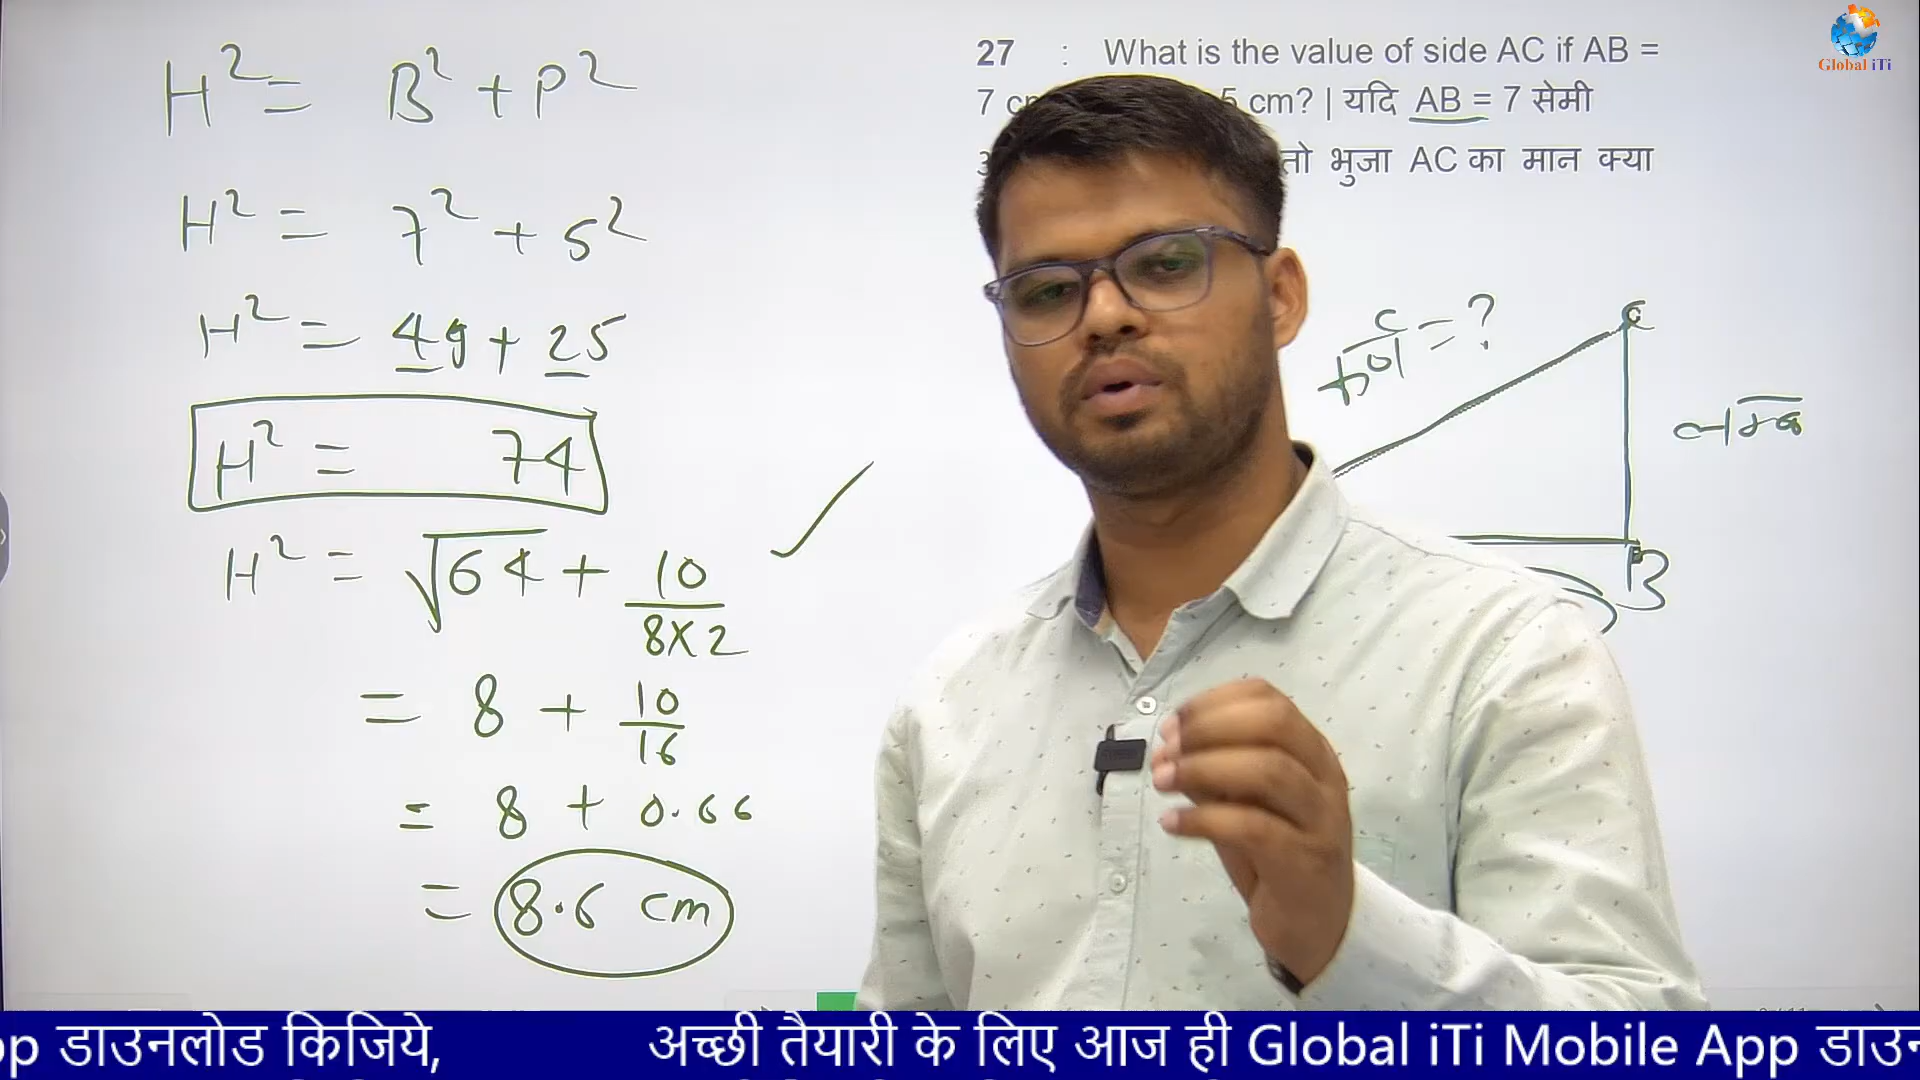 H² = B² + P²
H² = 7² + 5²
H² = 49 + 25
H² = 74
H² = √64 + 10/8×2
= 8 + 10/16
= 8 + 0.66
= 8.6 cm
27 : What is the value of side AC if AB =
7 5 cm? | यदि AB = 7 सेमी
तो भुजा AC का मान क्या
कर्ण = ?
C
लम्ब
B
Global iTi
डाउनलोड किजिये, अच्छी तैयारी के लिए आज ही Global iTi Mobile App